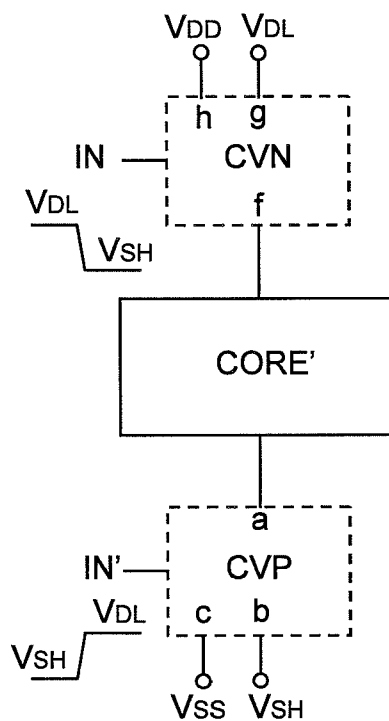 VDD VDL
h g
IN CVN
f
VDL
VSH
CORE'
a
IN' CVP
VDL
c b
VSH
VSS VSH